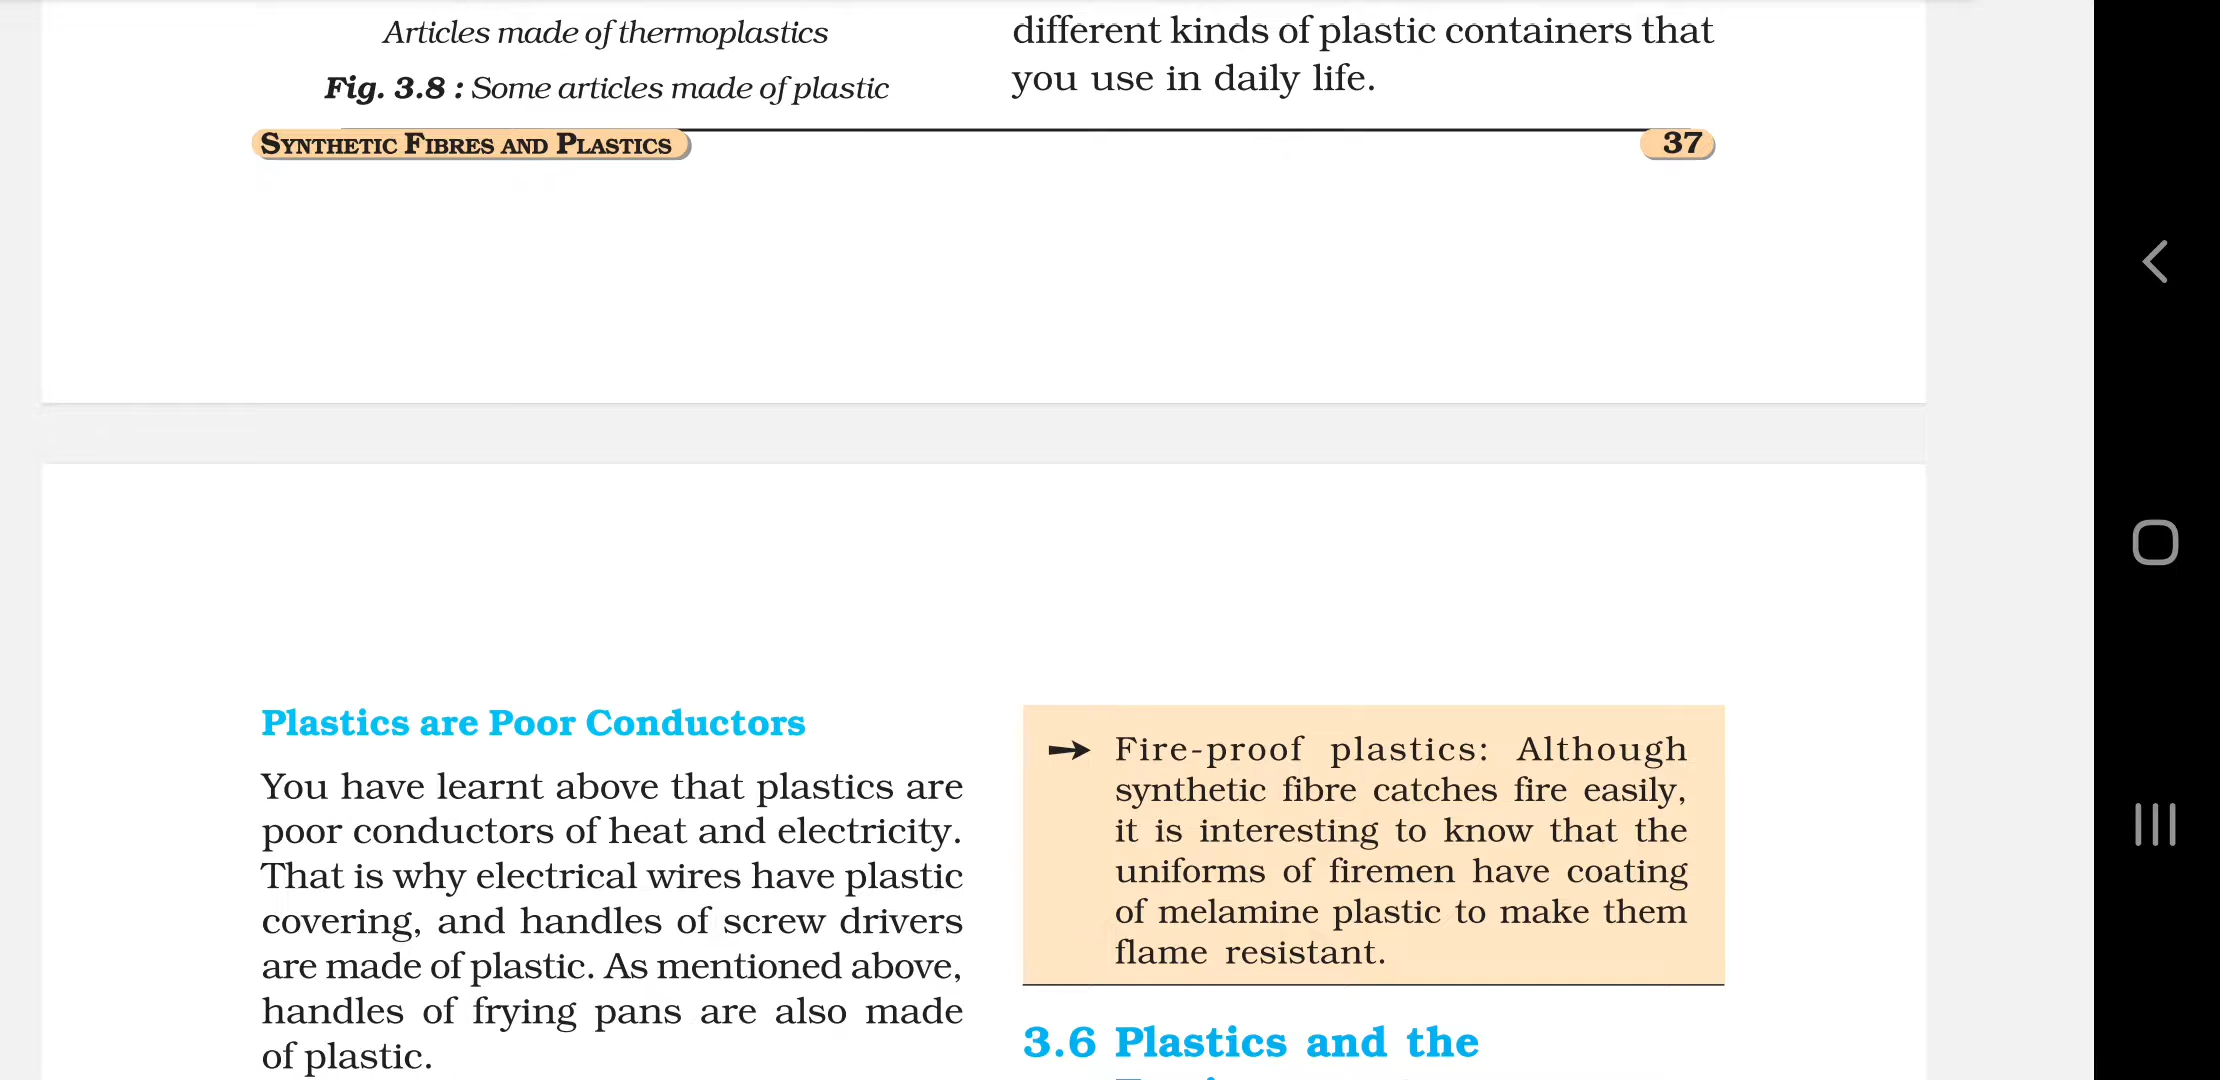 Articles made of thermoplastics
Fig. 3.8 : Some articles made of plastic
different kinds of plastic containers that
you use in daily life.
SYNTHETIC FIBRES AND PLASTICS
37
Plastics are Poor Conductors
You have learnt above that plastics are
poor conductors of heat and electricity.
That is why electrical wires have plastic
covering, and handles of screw drivers
are made of plastic. As mentioned above,
handles of frying pans are also made
of plastic.
→ Fire-proof plastics: Although
synthetic fibre catches fire easily,
it is interesting to know that the
uniforms of firemen have coating
of melamine plastic to make them
flame resistant.
3.6 Plastics and the